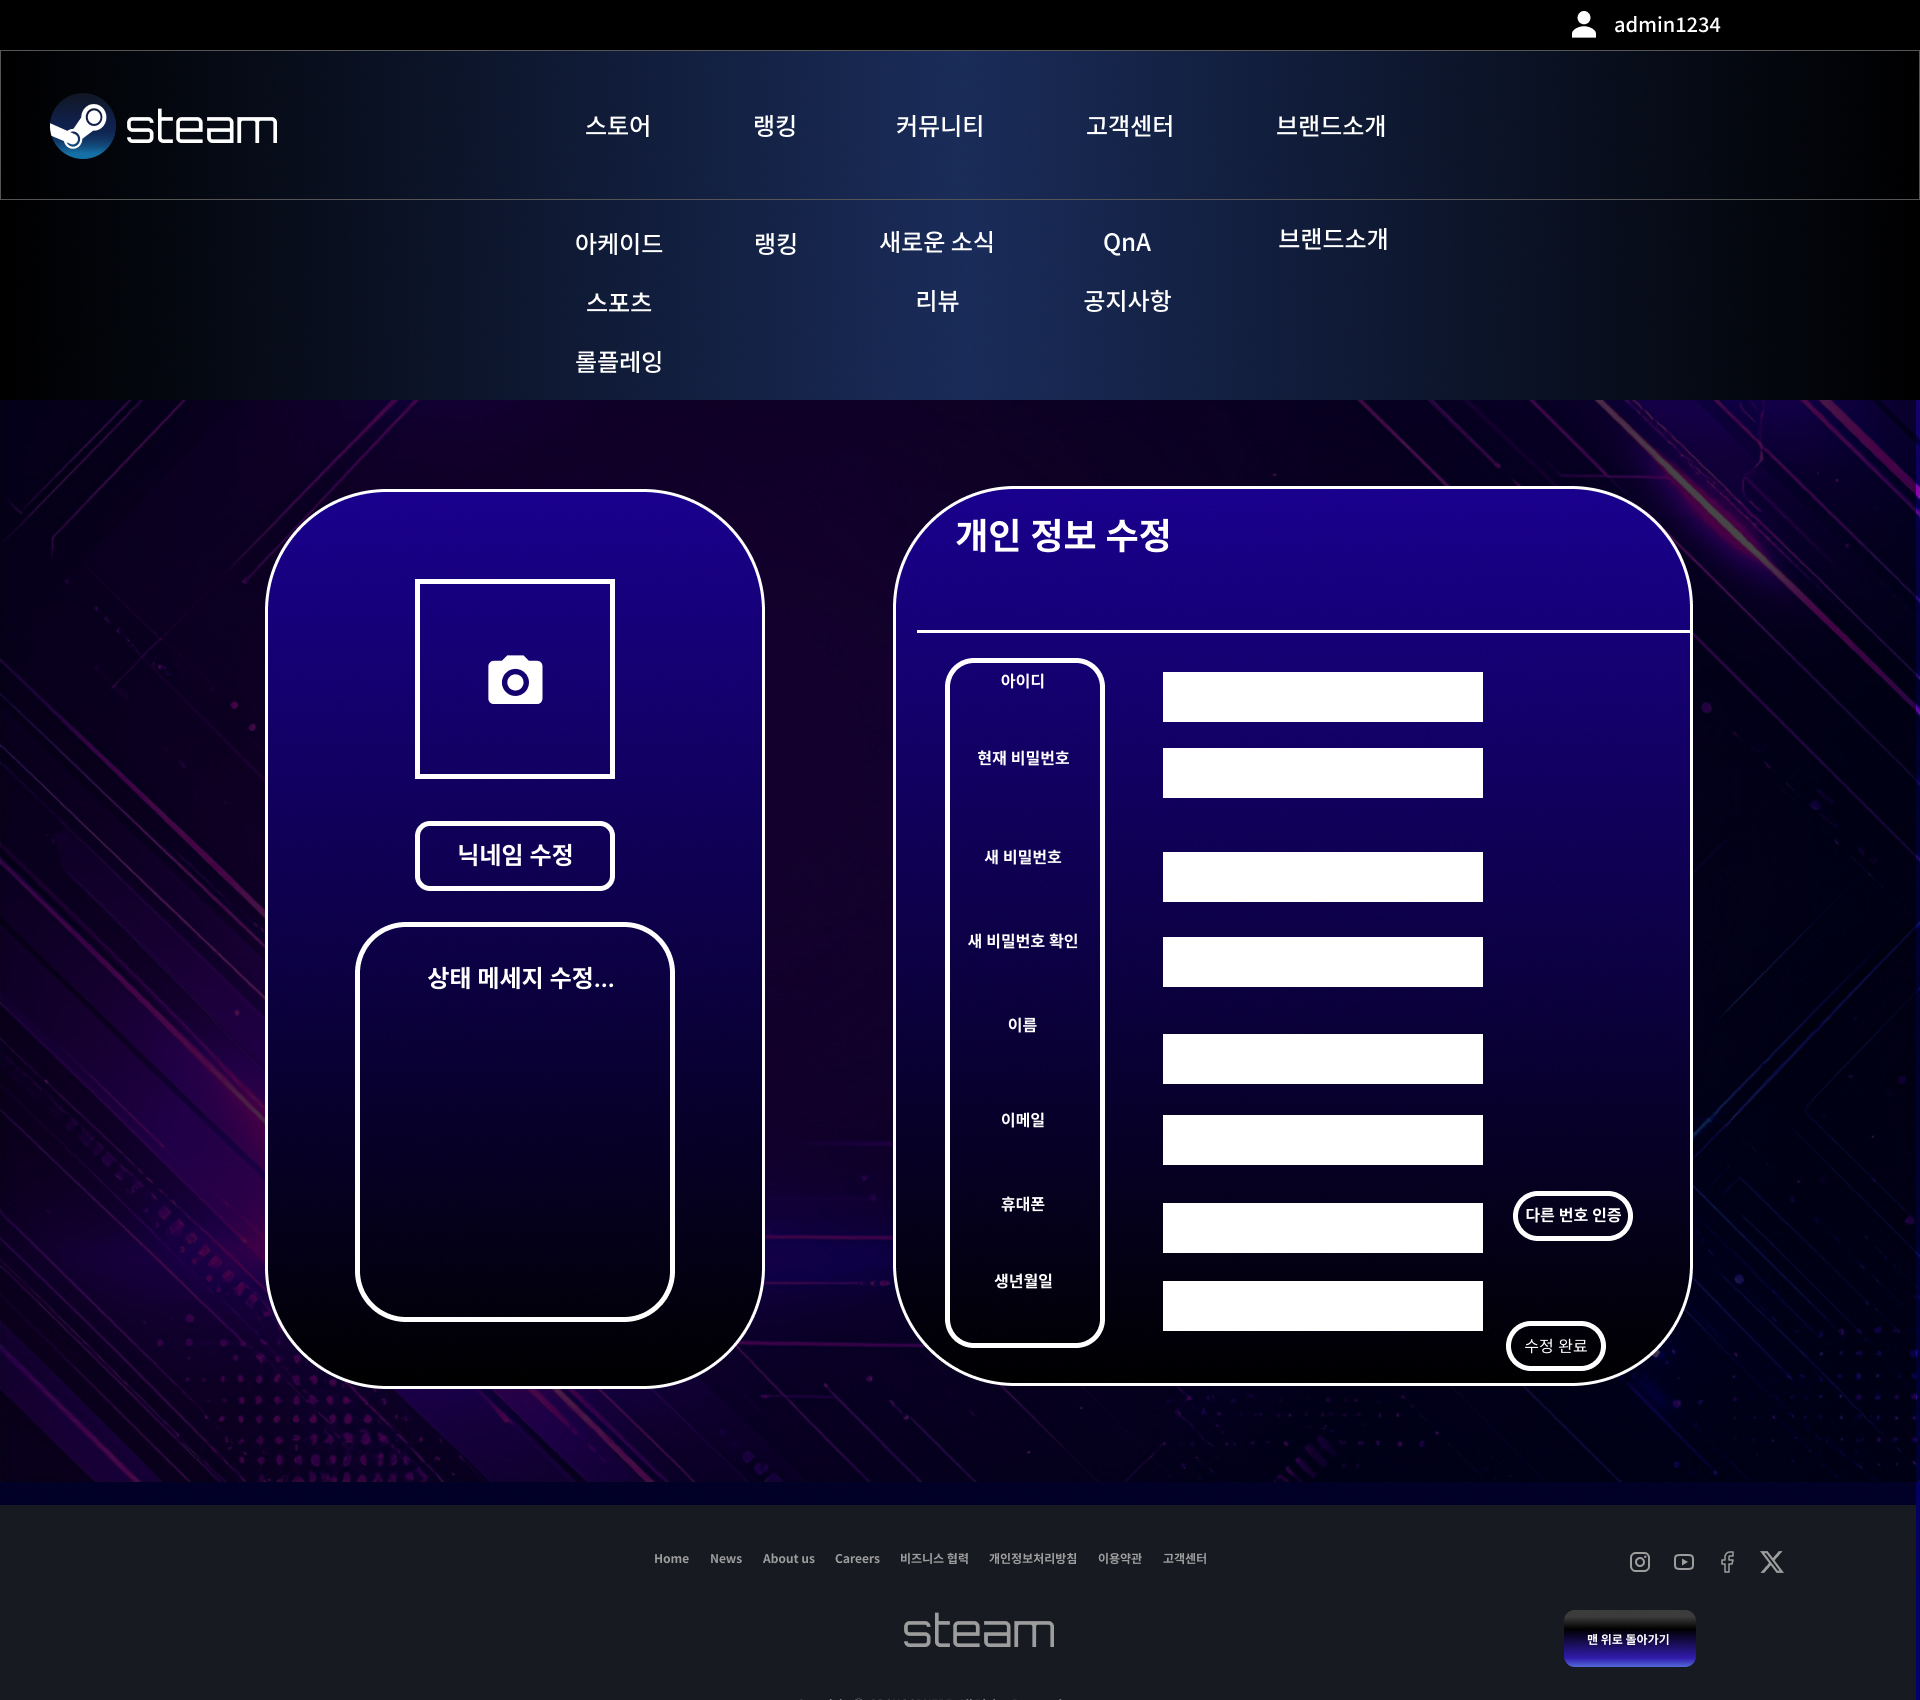 admin1234
steam
스토어 랭킹 커뮤니티 고객센터 브랜드소개
아케이드 랭킹 새로운 소식 QnA 브랜드소개
스포츠 리뷰 공지사항
롤플레잉
닉네임 수정
상태 메세지 수정...
개인 정보 수정
아이디
현재 비밀번호
새 비밀번호
새 비밀번호 확인
이름
이메일
휴대폰
다른 번호 인증
생년월일
수정 완료
Home News About us Careers 비즈니스 협력 개인정보처리방침 이용약관 고객센터
steam
맨 위로 돌아가기